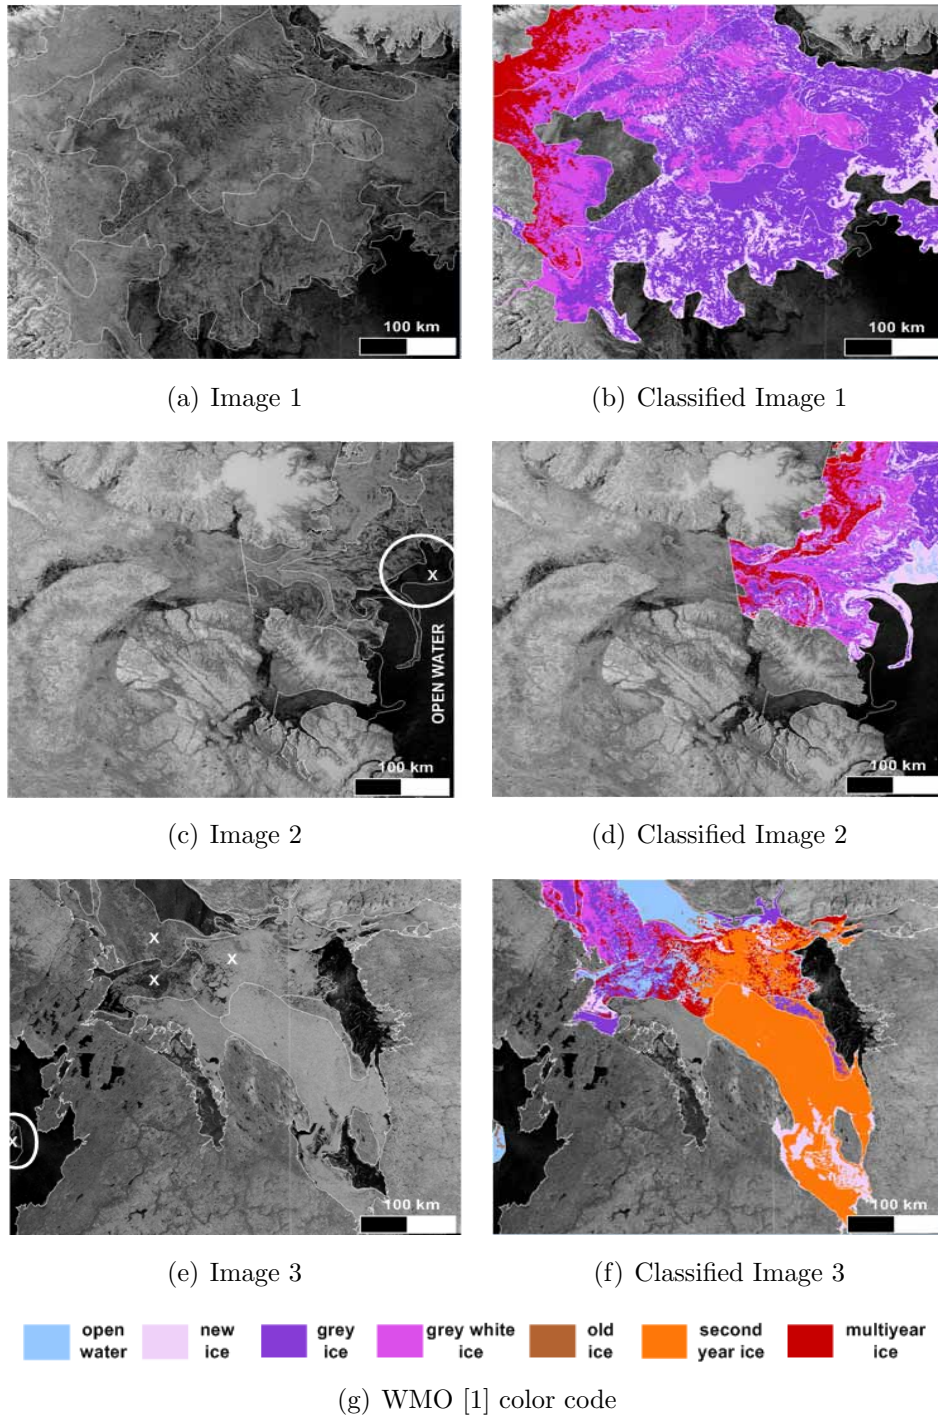 100 km
100 km
(a) Image 1
(b) Classified Image 1
X
OPEN WATER
100 km
100 km
(c) Image 2
(d) Classified Image 2
X
X
X
X
100 km
100 km
(e) Image 3
(f) Classified Image 3
open water
new ice
grey ice
grey white ice
old ice
second year ice
multiyear ice
(g) WMO [1] color code